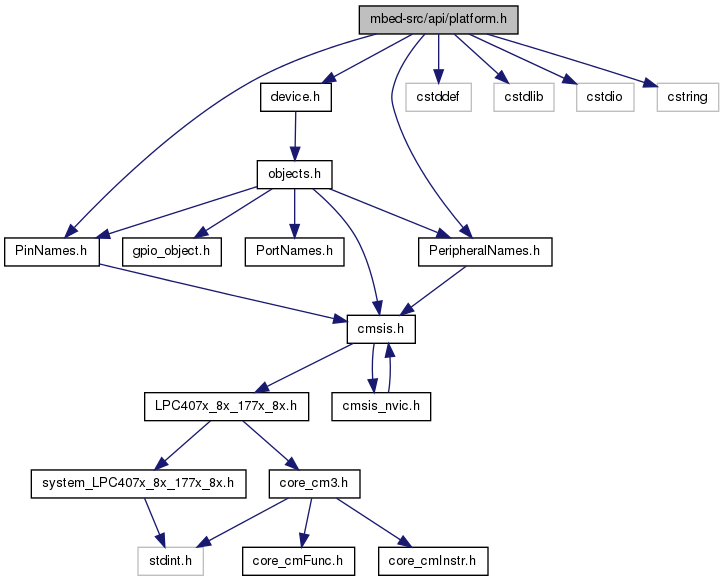 mbed-src/api/platform.h
device.h
cstddef
cstdlib
cstdio
cstring
objects.h
PinNames.h
gpio_object.h
PortNames.h
PeripheralNames.h
cmsis.h
LPC407x_8x_177x_8x.h
cmsis_nvic.h
system_LPC407x_8x_177x_8x.h
core_cm3.h
stdint.h
core_cmFunc.h
core_cmInstr.h